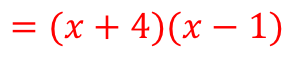 = (x + 4)(x − 1)